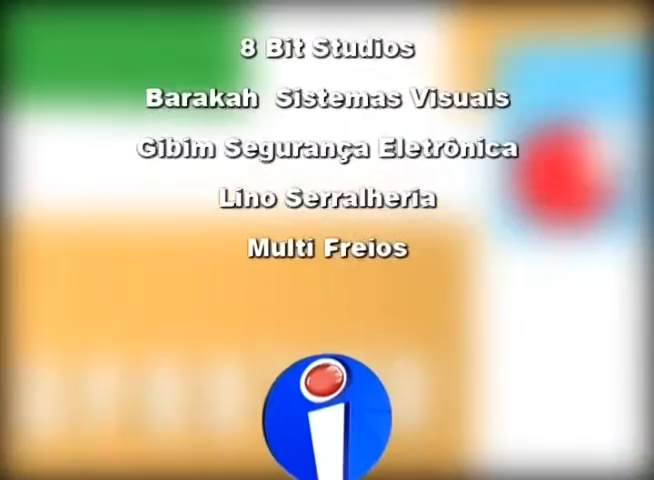 8 Bit Studios
Barakah Sistemas Visuais
Gibim Segurança Eletrônica
Lino Serralheria
Multi Freios
i